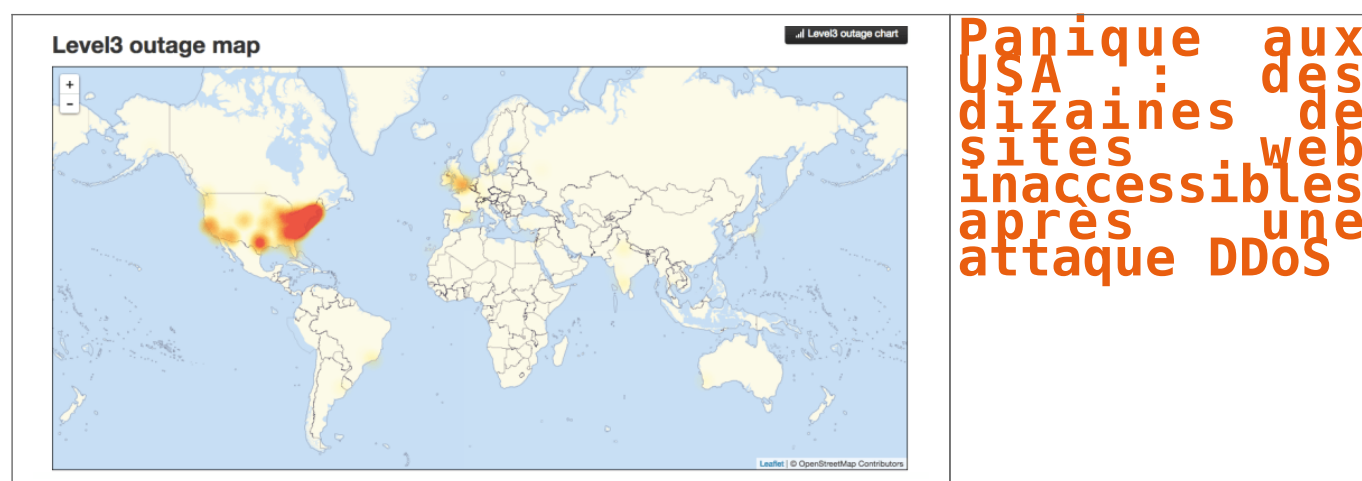 Level3 outage map
Level3 outage chart
+
-
Leaflet | © OpenStreetMap Contributors
Panique aux
USA : des
dizaines de
sites web
inaccessibles
après une
attaque DDoS